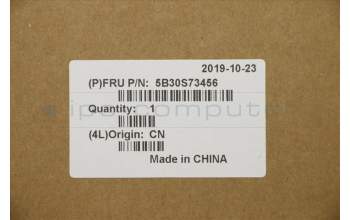 2019-10-23
(P)FRU P/N: 5B30S73456
Quantity: 1
(4L)Origin: CN
Made in CHINA